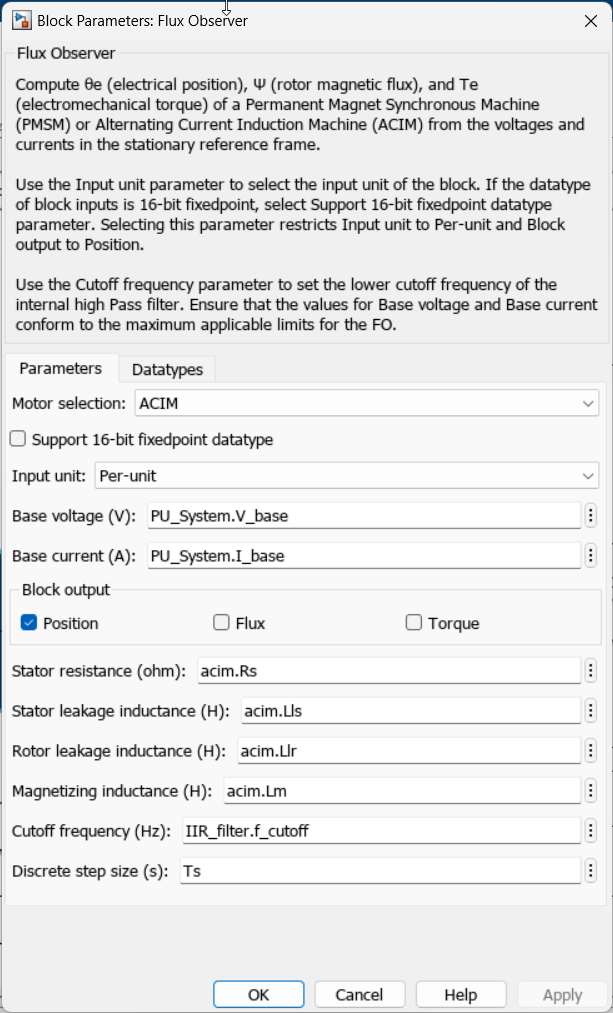 Block Parameters: Flux Observer
Flux Observer
Compute θe (electrical position), Ψ (rotor magnetic flux), and Te
(electromechanical torque) of a Permanent Magnet Synchronous Machine
(PMSM) or Alternating Current Induction Machine (ACIM) from the voltages and
currents in the stationary reference frame.
Use the Input unit parameter to select the input unit of the block. If the datatype
of block inputs is 16-bit fixedpoint, select Support 16-bit fixedpoint datatype
parameter. Selecting this parameter restricts Input unit to Per-unit and Block
output to Position.
Use the Cutoff frequency parameter to set the lower cutoff frequency of the
internal high Pass filter. Ensure that the values for Base voltage and Base current
conform to the maximum applicable limits for the FO.
Parameters Datatypes
Motor selection: ACIM
Support 16-bit fixedpoint datatype
Input unit: Per-unit
Base voltage (V): PU_System.V_base
Base current (A): PU_System.I_base
Block output
Position Flux Torque
Stator resistance (ohm): acim.Rs
Stator leakage inductance (H): acim.Lls
Rotor leakage inductance (H): acim.Llr
Magnetizing inductance (H): acim.Lm
Cutoff frequency (Hz): IIR_filter.f_cutoff
Discrete step size (s): Ts
OK Cancel Help Apply